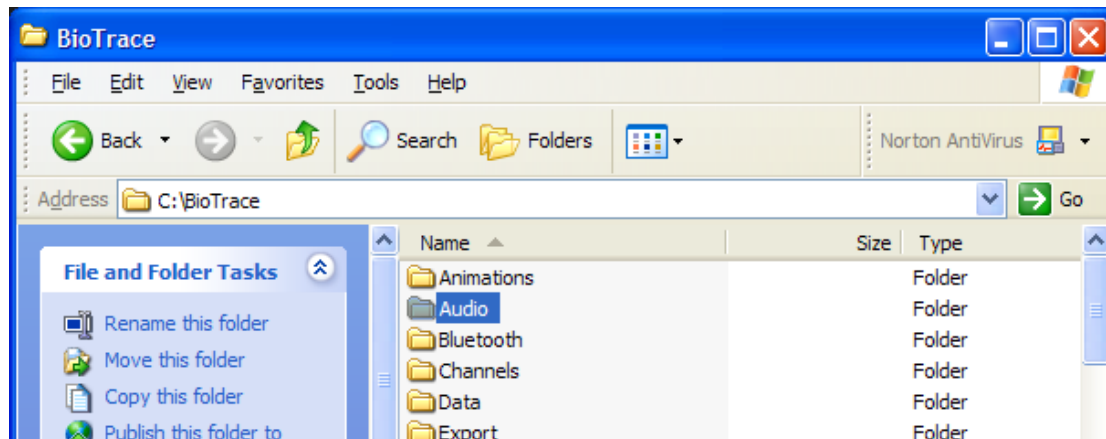 BioTrace
File Edit View Favorites Tools Help
Back Search Folders Norton AntiVirus
Address C:\BioTrace Go
Name Size Type
File and Folder Tasks
Rename this folder
Move this folder
Copy this folder
Publish this folder to
Animations Folder
Audio Folder
Bluetooth Folder
Channels Folder
Data Folder
Export Folder